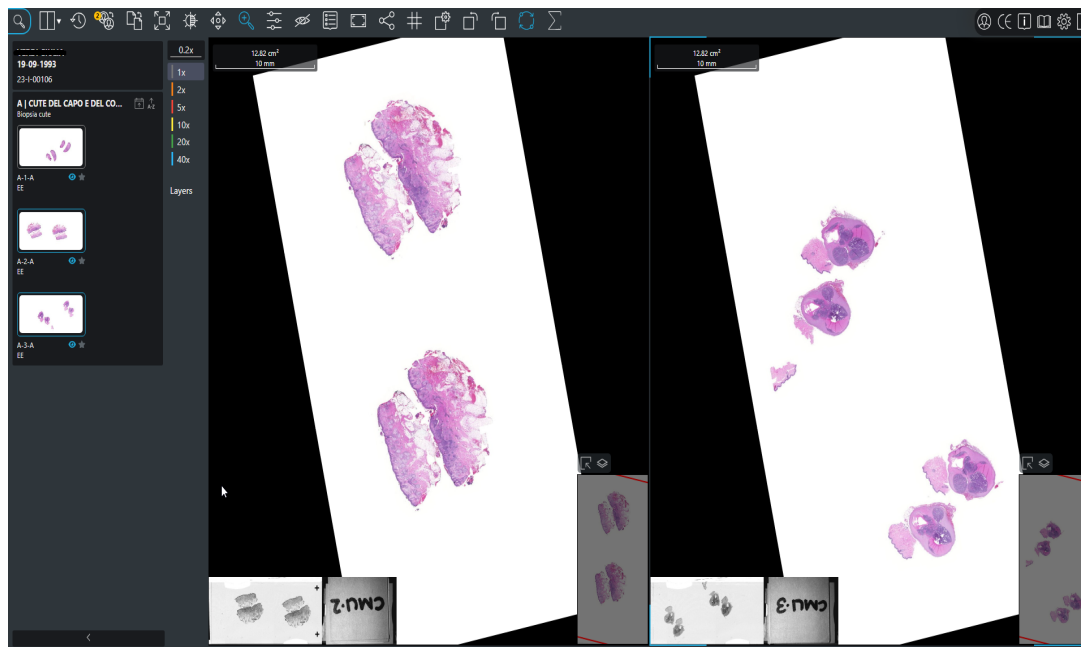 19-09-1993
23-I-00106
A | CUTE DEL CAPO E DEL CO...
Biopsia cute
A-1-A
EE
A-2-A
EE
A-3-A
EE
0.2x
1x
2x
5x
10x
20x
40x
Layers
12.82 cm²
10 mm
CMU-2
12.82 cm²
10 mm
CMU-3